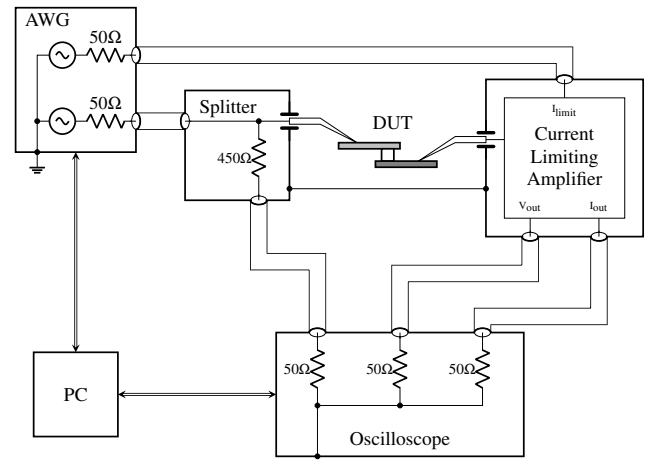 AWG
50Ω
50Ω
Splitter
450Ω
DUT
I_limit
Current
Limiting
Amplifier
V_out
I_out
50Ω
50Ω
50Ω
PC
Oscilloscope